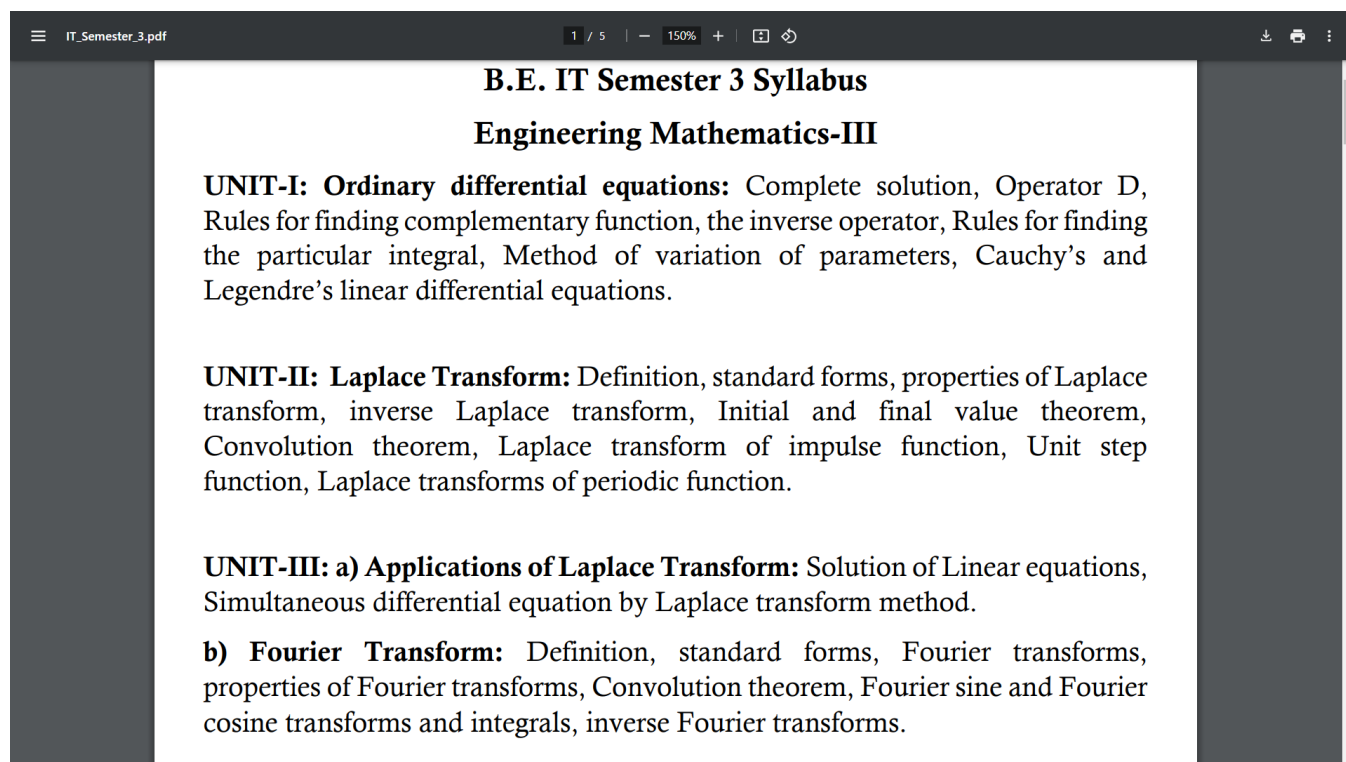 IT_Semester_3.pdf
1 / 5
150%
B.E. IT Semester 3 Syllabus
Engineering Mathematics-III
UNIT-I: Ordinary differential equations: Complete solution, Operator D,
Rules for finding complementary function, the inverse operator, Rules for finding
the particular integral, Method of variation of parameters, Cauchy’s and
Legendre’s linear differential equations.
UNIT-II: Laplace Transform: Definition, standard forms, properties of Laplace
transform, inverse Laplace transform, Initial and final value theorem,
Convolution theorem, Laplace transform of impulse function, Unit step
function, Laplace transforms of periodic function.
UNIT-III: a) Applications of Laplace Transform: Solution of Linear equations,
Simultaneous differential equation by Laplace transform method.
b) Fourier Transform: Definition, standard forms, Fourier transforms,
properties of Fourier transforms, Convolution theorem, Fourier sine and Fourier
cosine transforms and integrals, inverse Fourier transforms.